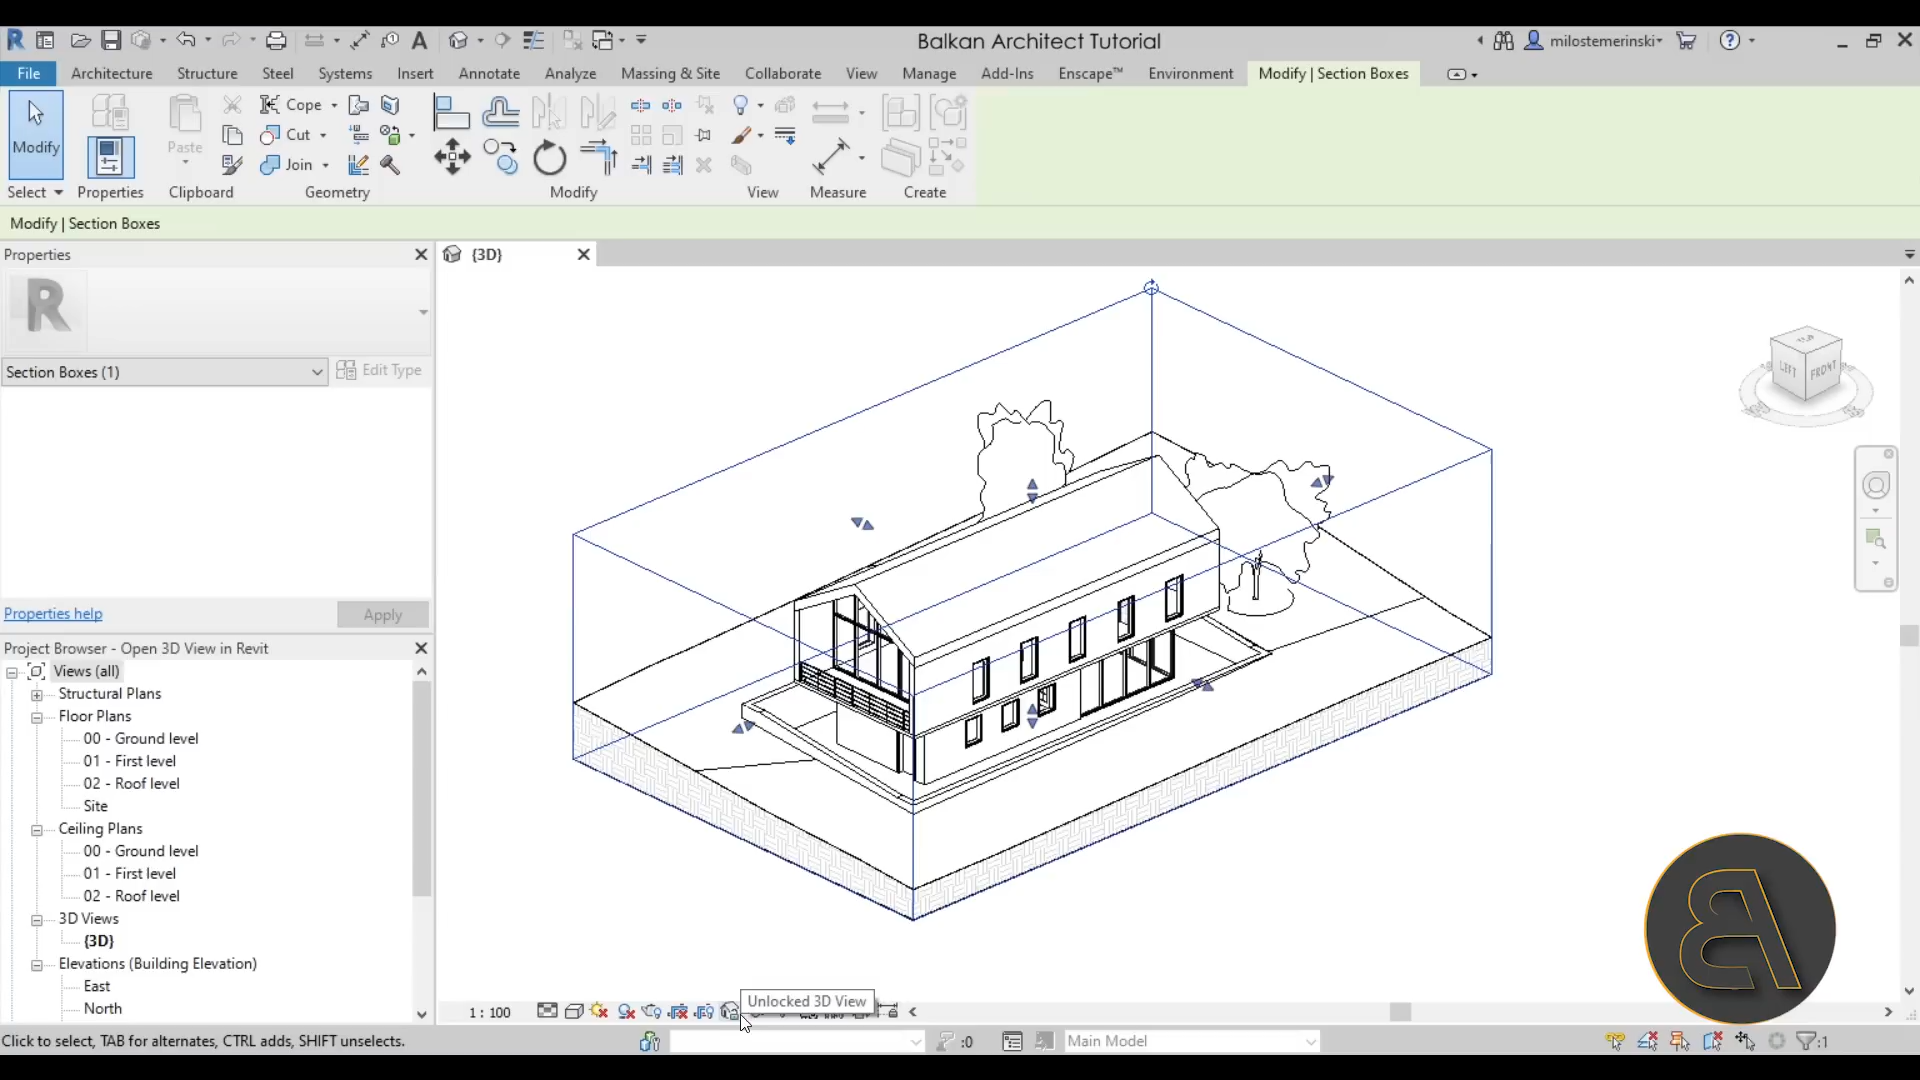 Balkan Architect Tutorial
milostemerinski
File
Architecture
Structure
Steel
Systems
Insert
Annotate
Analyze
Massing & Site
Collaborate
View
Manage
Add-Ins
Enscape™
Environment
Modify | Section Boxes
Modify
Paste
Cope
Cut
Join
Select
Properties
Clipboard
Geometry
Modify
View
Measure
Create
Modify | Section Boxes
Properties
{3D}
R
Section Boxes (1)
Edit Type
TOP
LEFT
FRONT
Properties help
Apply
Project Browser - Open 3D View in Revit
Views (all)
Structural Plans
Floor Plans
00 - Ground level
01 - First level
02 - Roof level
Site
Ceiling Plans
00 - Ground level
01 - First level
02 - Roof level
3D Views
{3D}
Elevations (Building Elevation)
East
North
1 : 100
Unlocked 3D View
Click to select, TAB for alternates, CTRL adds, SHIFT unselects.
:0
Main Model
:1